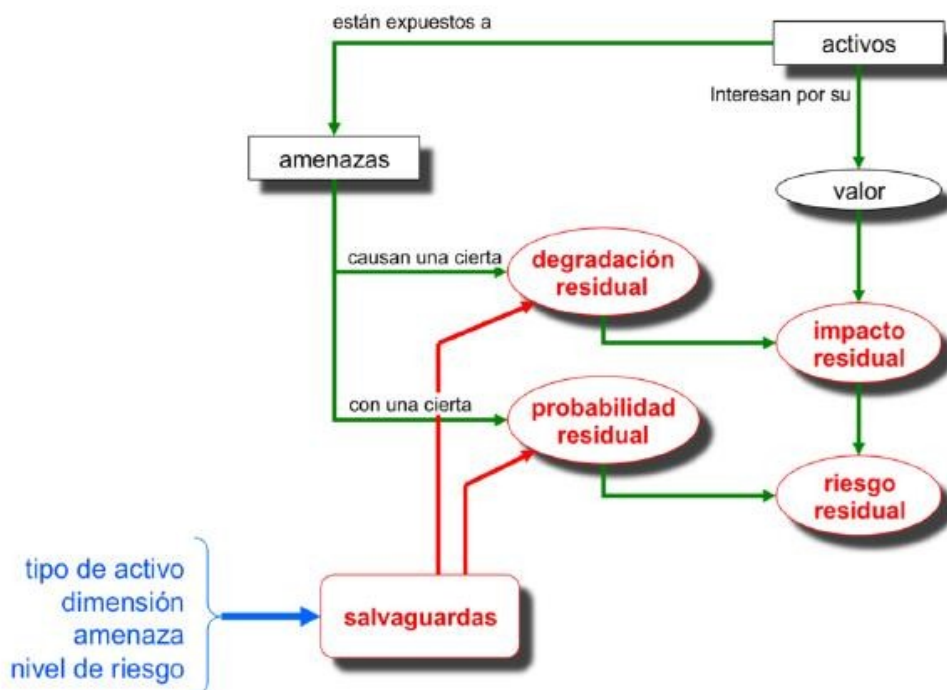 están expuestos a
activos
Interesan por su
amenazas
valor
causan una cierta
degradación
residual
impacto
residual
con una cierta
probabilidad
residual
riesgo
residual
tipo de activo
dimensión
amenaza
nivel de riesgo
salvaguardas